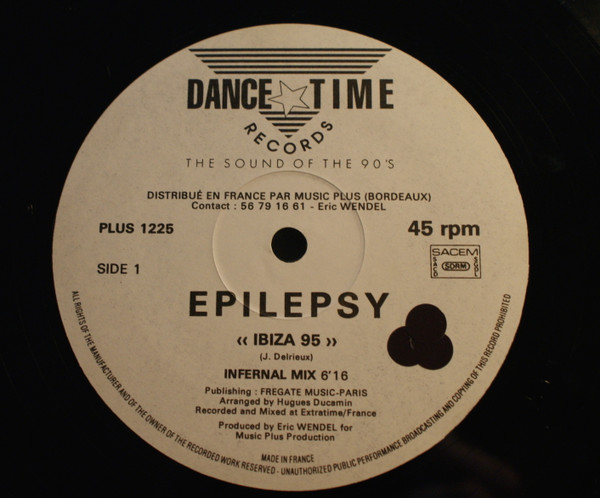 DANCE TIME
RECORDS
THE SOUND OF THE 90'S
DISTRIBUÉ EN FRANCE PAR MUSIC PLUS (BORDEAUX)
Contact : 56 79 16 61 - Eric WENDEL
PLUS 1225
45 rpm
SACEM
SACD
SDRM
SGDL
SIDE 1
EPILEPSY
‹‹ IBIZA 95 ››
(J. Delrieux)
INFERNAL MIX 6'16
Publishing : FREGATE MUSIC-PARIS
Arranged by Hugues Ducamin
Recorded and Mixed at Extratime/France
Produced by Eric WENDEL for
Music Plus Production
MADE IN FRANCE
ALL RIGHTS OF THE MANUFACTURER AND OF THE OWNER OF THE RECORDED WORK RESERVED - UNAUTHORIZED PUBLIC PERFORMANCE BROADCASTING AND COPYING OF THIS RECORD PROHIBITED